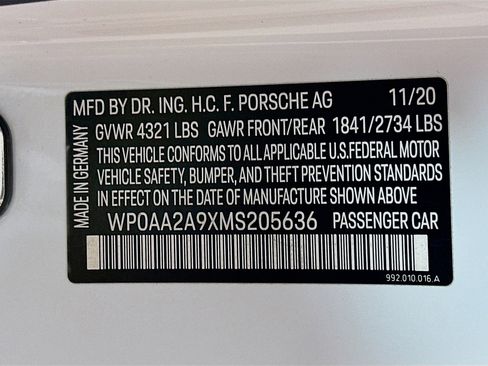 MFD BY DR. ING. H.C. F. PORSCHE AG 11/20
GVWR 4321 LBS GAWR FRONT/REAR 1841/2734 LBS
THIS VEHICLE CONFORMS TO ALL APPLICABLE U.S.FEDERAL MOTOR
VEHICLE SAFETY, BUMPER, AND THEFT PREVENTION STANDARDS
IN EFFECT ON THE DATE OF MANUFACTURE SHOWN ABOVE
WP0AA2A9XMS205636 PASSENGER CAR
MADE IN GERMANY
992.010.016.A